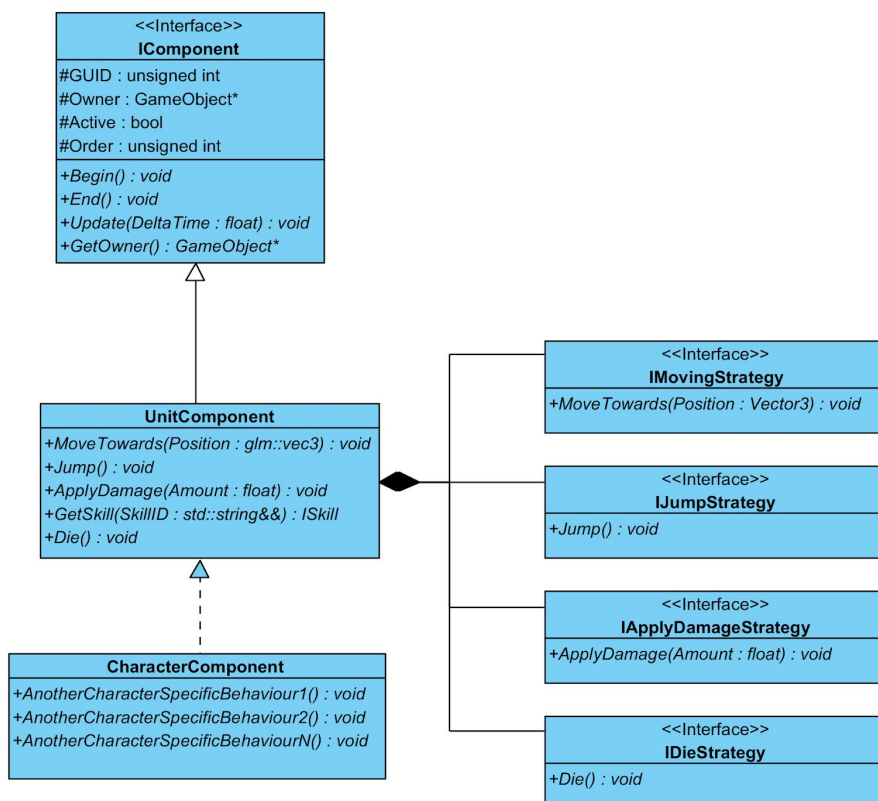 <<Interface>>
IComponent
#GUID : unsigned int
#Owner : GameObject*
#Active : bool
#Order : unsigned int
+Begin() : void
+End() : void
+Update(DeltaTime : float) : void
+GetOwner() : GameObject*
UnitComponent
+MoveTowards(Position : glm::vec3) : void
+Jump() : void
+ApplyDamage(Amount : float) : void
+GetSkill(SkillID : std::string&&) : ISkill
+Die() : void
CharacterComponent
+AnotherCharacterSpecificBehaviour1() : void
+AnotherCharacterSpecificBehaviour2() : void
+AnotherCharacterSpecificBehaviourN() : void
<<Interface>>
IMovingStrategy
+MoveTowards(Position : Vector3) : void
<<Interface>>
IJumpStrategy
+Jump() : void
<<Interface>>
IApplyDamageStrategy
+ApplyDamage(Amount : float) : void
<<Interface>>
IDieStrategy
+Die() : void